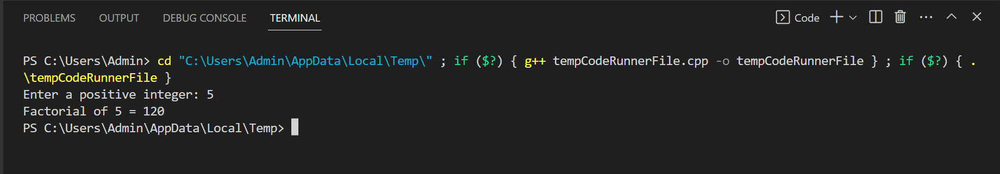 PROBLEMS OUTPUT DEBUG CONSOLE TERMINAL Code
PS C:\Users\Admin> cd "C:\Users\Admin\AppData\Local\Temp\" ; if ($?) { g++ tempCodeRunnerFile.cpp -o tempCodeRunnerFile } ; if ($?) { .
\tempCodeRunnerFile }
Enter a positive integer: 5
Factorial of 5 = 120
PS C:\Users\Admin\AppData\Local\Temp>